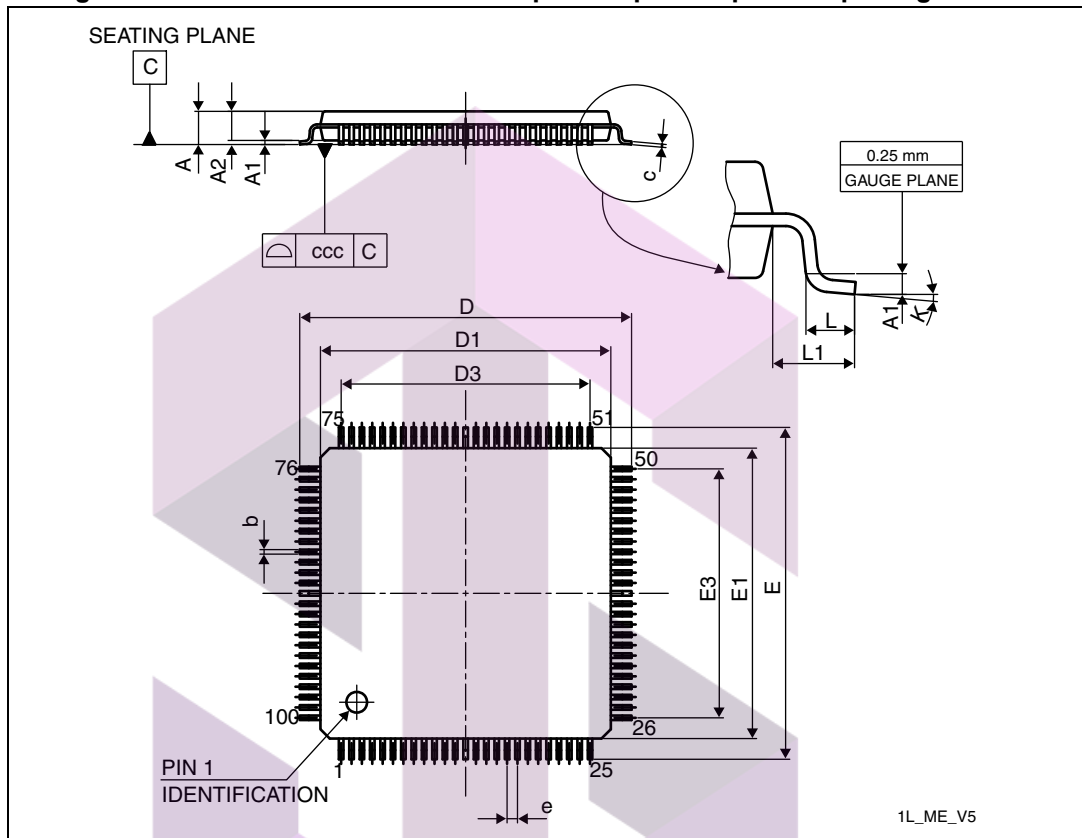 SEATING PLANE
C
A
A2
A1
c
ccc C
0.25 mm
GAUGE PLANE
A1
K
L
L1
D
D1
D3
75
51
76
50
b
E3
E1
E
100
26
PIN 1
IDENTIFICATION
1
25
e
1L_ME_V5